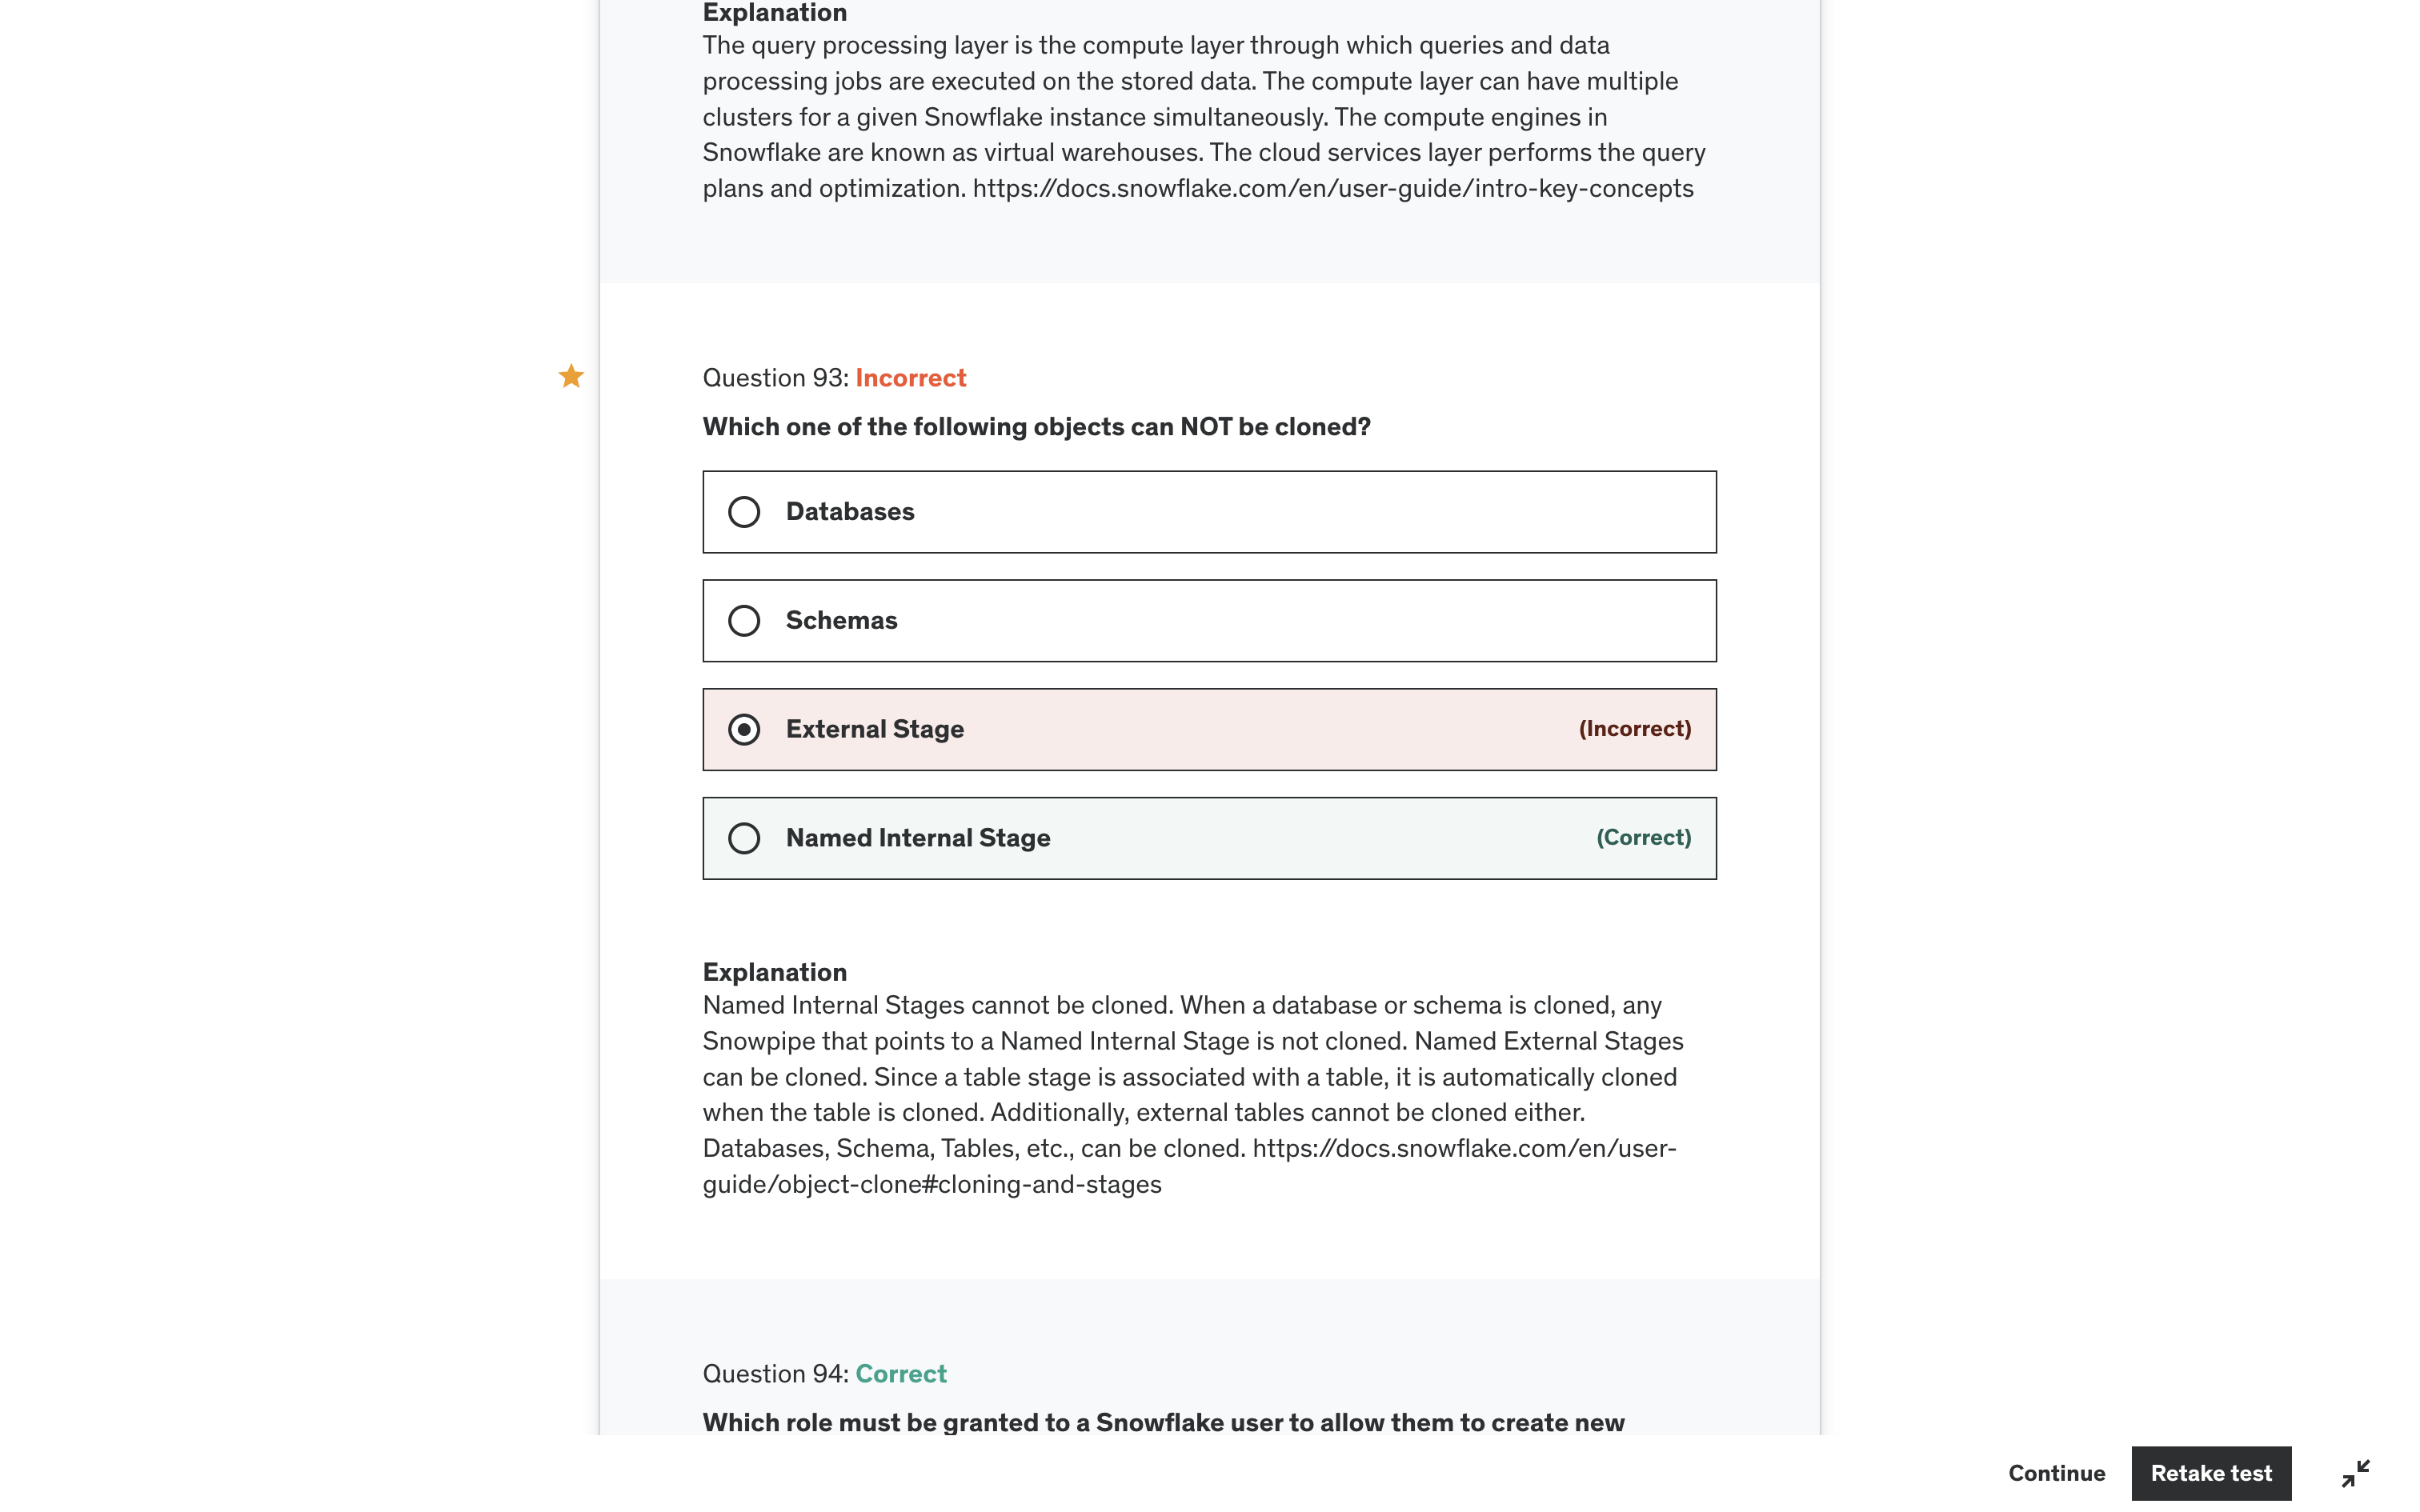 Explanation
The query processing layer is the compute layer through which queries and data
processing jobs are executed on the stored data. The compute layer can have multiple
clusters for a given Snowflake instance simultaneously. The compute engines in
Snowflake are known as virtual warehouses. The cloud services layer performs the query
plans and optimization. https://docs.snowflake.com/en/user-guide/intro-key-concepts
Question 93: Incorrect
Which one of the following objects can NOT be cloned?
Databases
Schemas
External Stage (Incorrect)
Named Internal Stage (Correct)
Explanation
Named Internal Stages cannot be cloned. When a database or schema is cloned, any
Snowpipe that points to a Named Internal Stage is not cloned. Named External Stages
can be cloned. Since a table stage is associated with a table, it is automatically cloned
when the table is cloned. Additionally, external tables cannot be cloned either.
Databases, Schema, Tables, etc., can be cloned. https://docs.snowflake.com/en/user-
guide/object-clone#cloning-and-stages
Question 94: Correct
Which role must be granted to a Snowflake user to allow them to create new
Continue Retake test